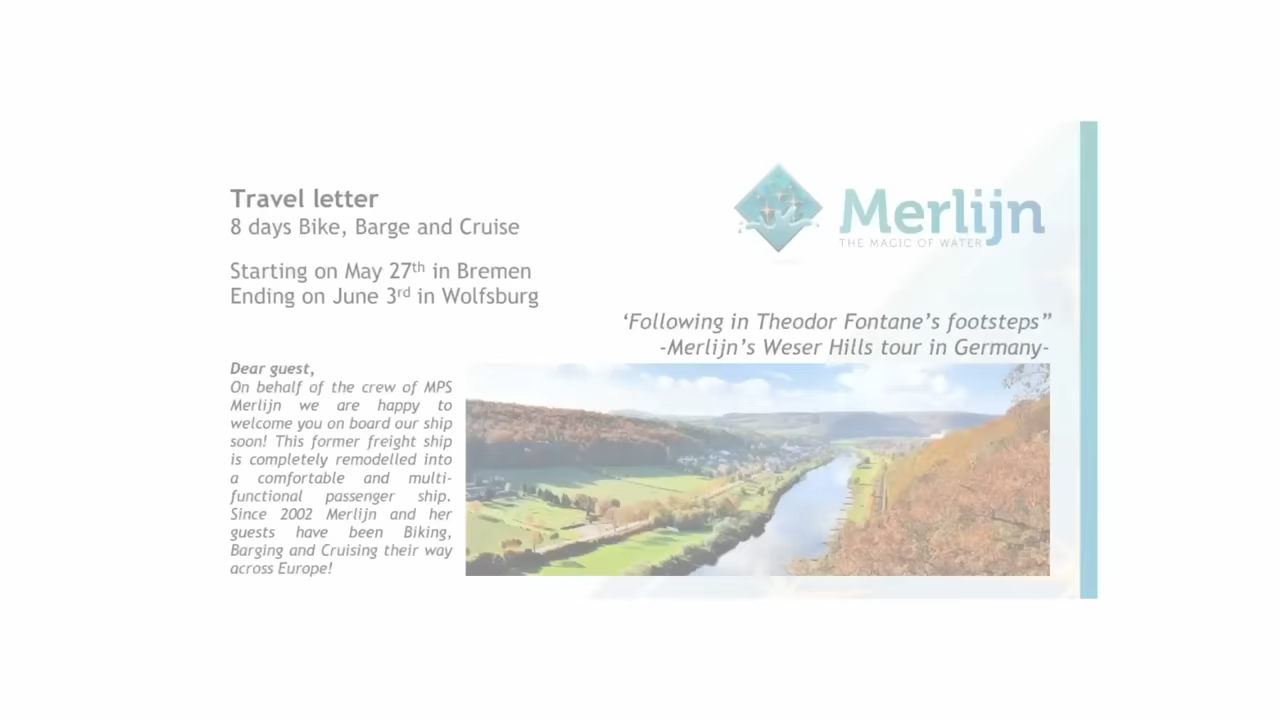 Travel letter
8 days Bike, Barge and Cruise
Starting on May 27th in Bremen
Ending on June 3rd in Wolfsburg
Merlijn
THE MAGIC OF WATER
‘Following in Theodor Fontane’s footsteps”
-Merlijn’s Weser Hills tour in Germany-
Dear guest,
On behalf of the crew of MPS
Merlijn we are happy to
welcome you on board our ship
soon! This former freight ship
is completely remodelled into
a comfortable and multi-
functional passenger ship.
Since 2002 Merlijn and her
guests have been Biking,
Barging and Cruising their way
across Europe!